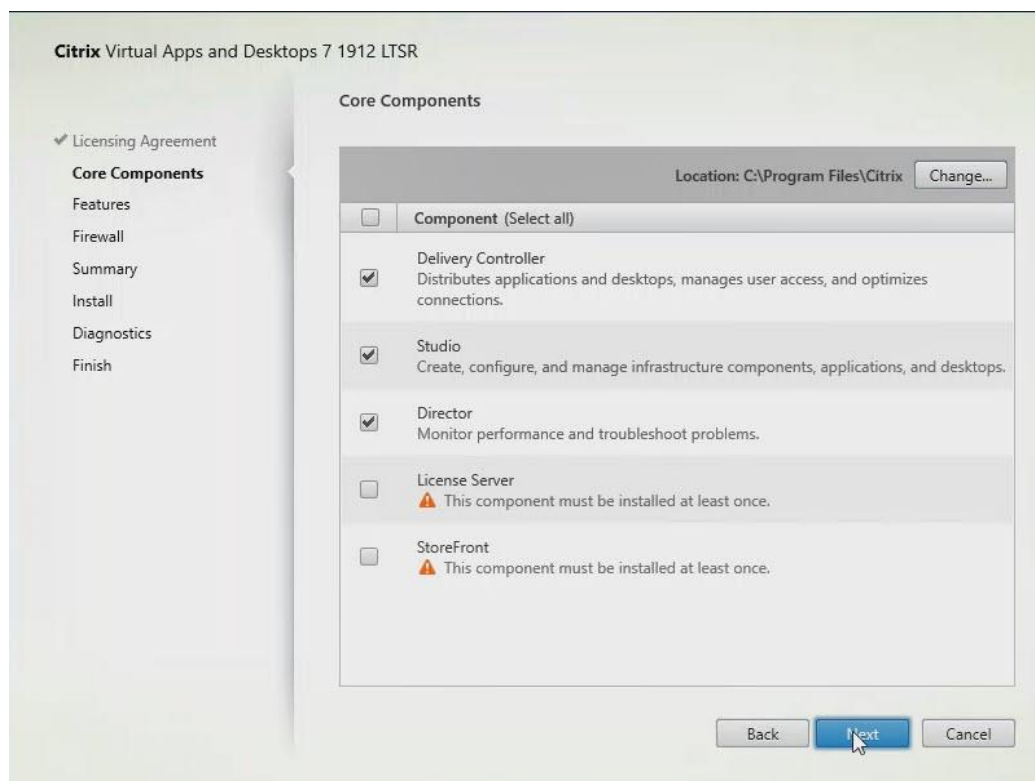 Citrix Virtual Apps and Desktops 7 1912 LTSR
Core Components
Licensing Agreement
Core Components
Features
Firewall
Summary
Install
Diagnostics
Finish
Location: C:\Program Files\Citrix
Change...
Component (Select all)
Delivery Controller
Distributes applications and desktops, manages user access, and optimizes
connections.
Studio
Create, configure, and manage infrastructure components, applications, and desktops.
Director
Monitor performance and troubleshoot problems.
License Server
This component must be installed at least once.
StoreFront
This component must be installed at least once.
Back
Next
Cancel